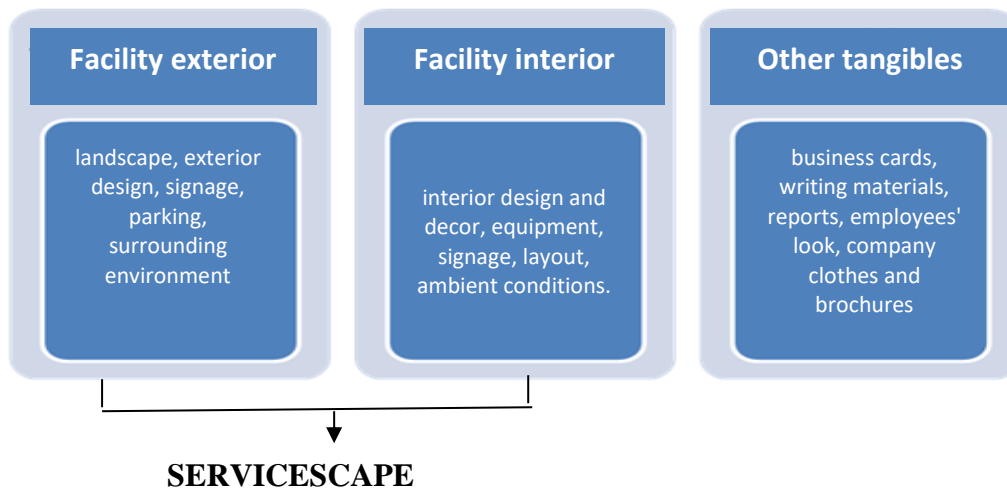 Facility exterior
landscape, exterior
design, signage,
parking,
surrounding
environment
Facility interior
interior design and
decor, equipment,
signage, layout,
ambient conditions.
Other tangibles
business cards,
writing materials,
reports, employees'
look, company
clothes and
brochures
SERVICESCAPE